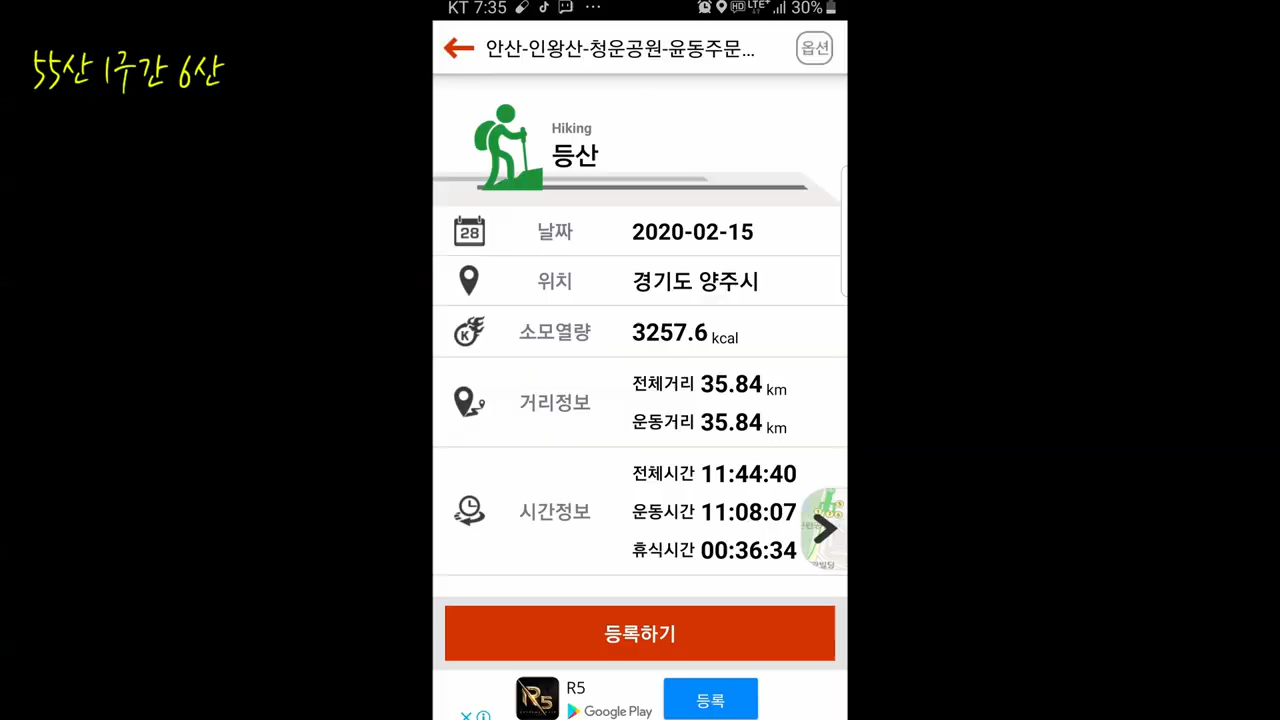 KT 7:35 ··· HD LTE+ 30%
55산 1주간 6산
안산-인왕산-청운공원-윤동주문...
옵션
Hiking
등산
28 날짜 2020-02-15
위치 경기도 양주시
K 소모열량 3257.6 kcal
거리정보
전체거리 35.84 km
운동거리 35.84 km
시간정보
전체시간 11:44:40
운동시간 11:08:07
휴식시간 00:36:34
등록하기
R5
R5
Google Play
등록